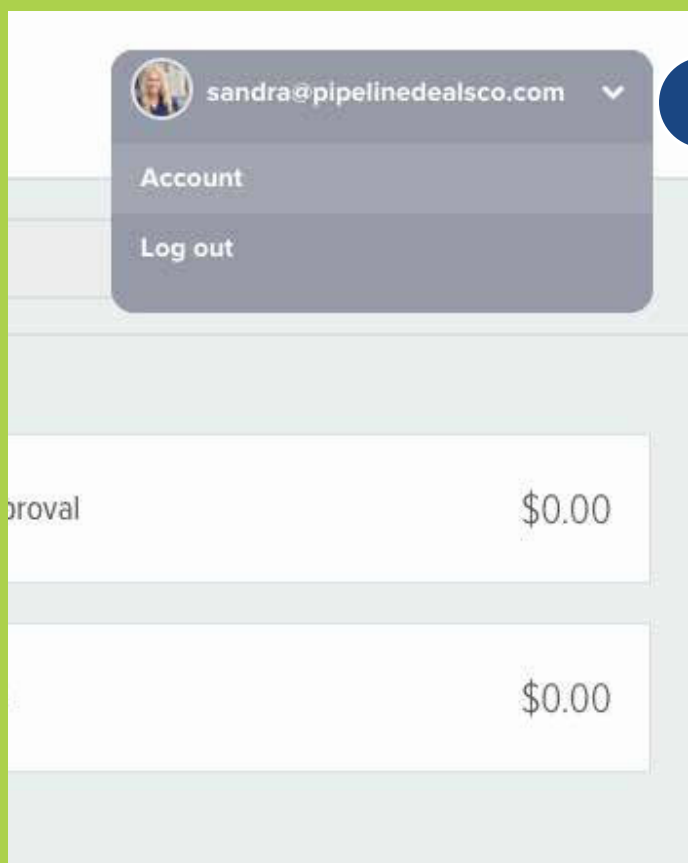 sandra@pipelinedealsco.com
Account
Log out
proval $0.00
$0.00